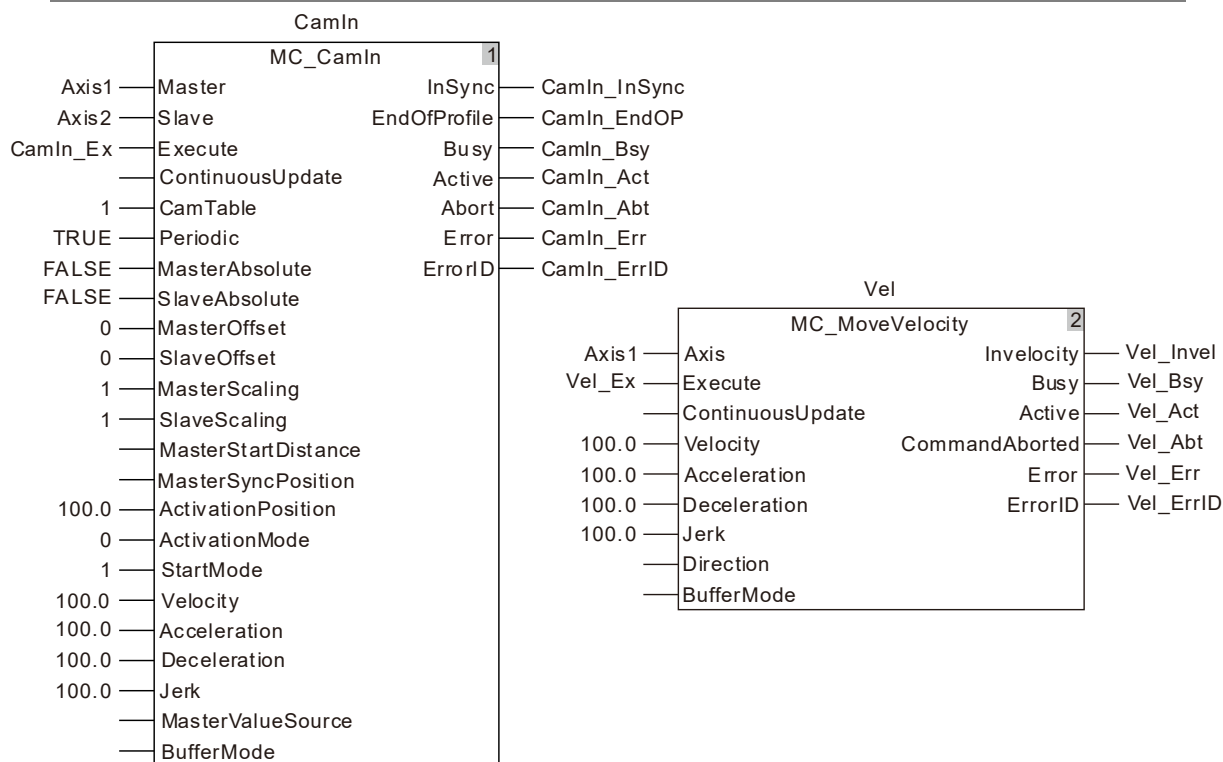 CamIn
MC_CamIn 1
Axis1 Master InSync CamIn_InSync
Axis2 Slave EndOfProfile CamIn_EndOP
CamIn_Ex Execute Busy CamIn_Bsy
ContinuousUpdate Active CamIn_Act
1 CamTable Abort CamIn_Abt
TRUE Periodic Error CamIn_Err
FALSE MasterAbsolute ErrorID CamIn_ErrID
FALSE SlaveAbsolute
0 MasterOffset
0 SlaveOffset
1 MasterScaling
1 SlaveScaling
MasterStartDistance
MasterSyncPosition
100.0 ActivationPosition
0 ActivationMode
1 StartMode
100.0 Velocity
100.0 Acceleration
100.0 Deceleration
100.0 Jerk
MasterValueSource
BufferMode
Vel
MC_MoveVelocity 2
Axis1 Axis Invelocity Vel_Invel
Vel_Ex Execute Busy Vel_Bsy
ContinuousUpdate Active Vel_Act
100.0 Velocity CommandAborted Vel_Abt
100.0 Acceleration Error Vel_Err
100.0 Deceleration ErrorID Vel_ErrID
100.0 Jerk
Direction
BufferMode